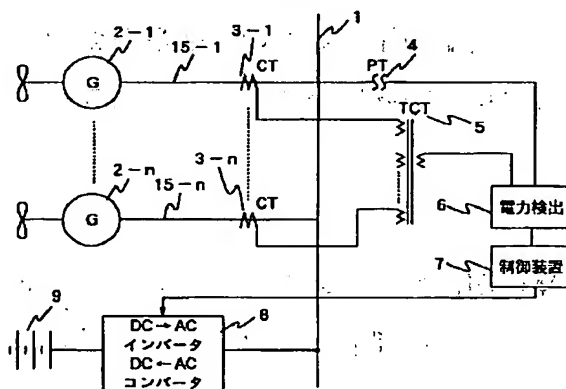 1
2-1
15-1
3-1
CT
PT
4
G
TCT
5
2-n
15-n
3-n
CT
G
6
電力検出
7
制御装置
9
8
DC→AC
インバータ
DC←AC
コンバータ